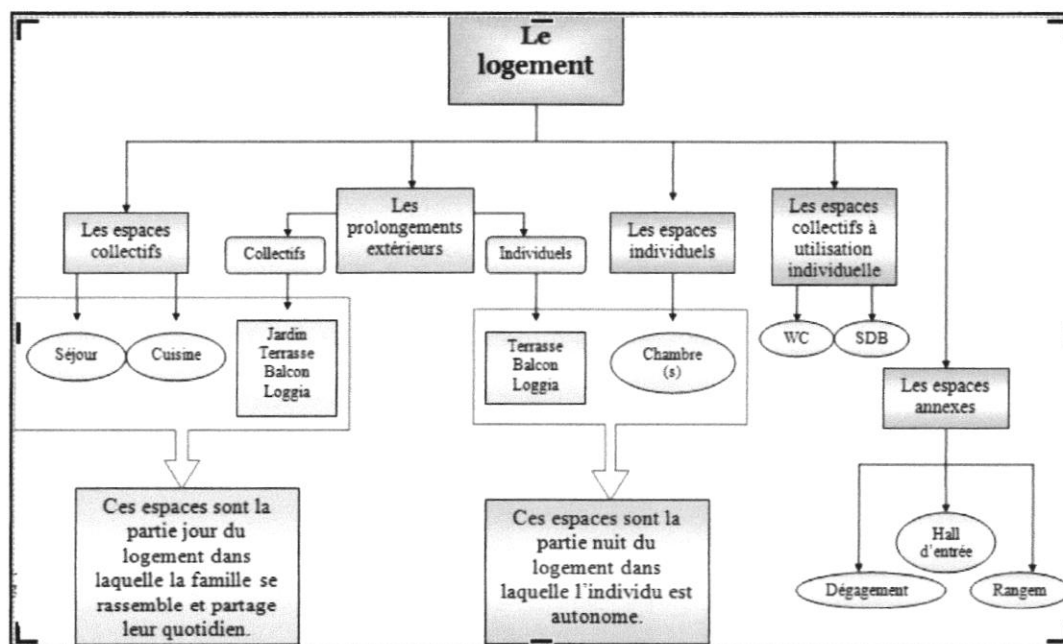 Le
logement
Les espaces
collectifs
Les
prolongements
extérieurs
Collectifs
Individuels
Les espaces
individuels
Les espaces
collectifs à
utilisation
individuelle
Séjour
Cuisine
Jardin
Terrasse
Balcon
Loggia
Terrasse
Balcon
Loggia
Chambre
(s)
WC
SDB
Les espaces
annexes
Ces espaces sont la
partie jour du
logement dans
laquelle la famille se
rassemble et partage
leur quotidien.
Ces espaces sont la
partie nuit du
logement dans
laquelle l'individu est
autonome.
Hall
d'entrée
Dégagement
Rangem